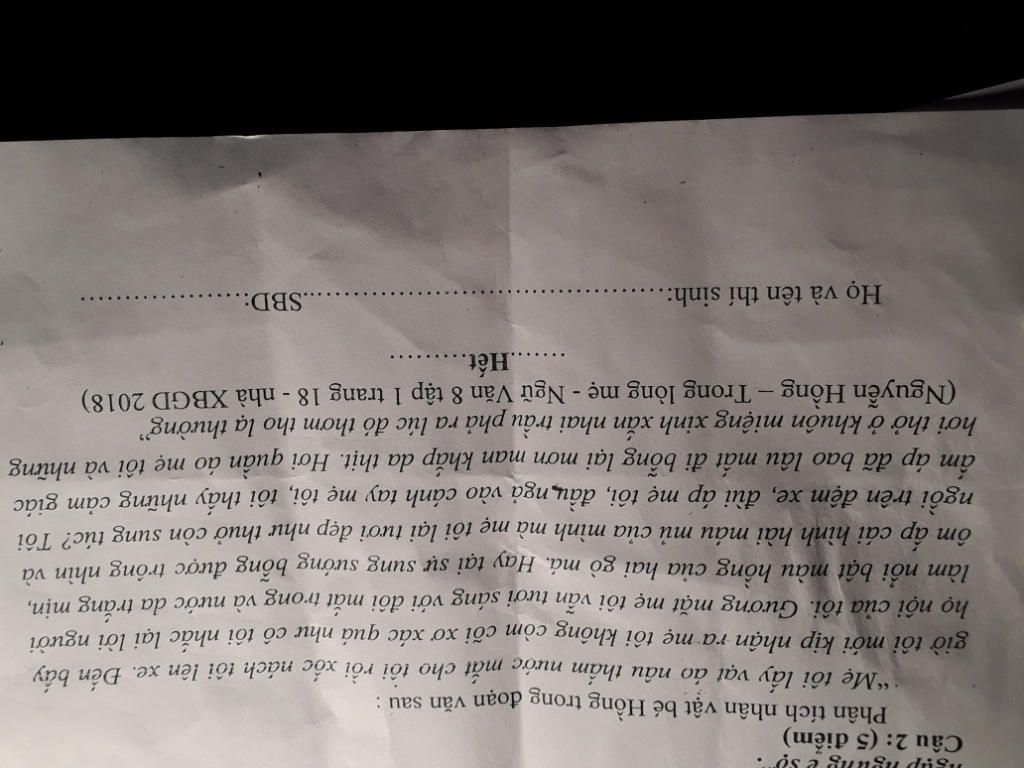 ngập ngừng e sợ”.
Câu 2: (5 điểm)
Phân tích nhân vật bé Hồng trong đoạn văn sau :
“Mẹ tôi lấy vạt áo nâu thấm nước mắt cho tôi rồi xốc nách tôi lên xe. Đến bấy
giờ tôi mới kịp nhận ra mẹ tôi không còm cõi xơ xác quá như cô tôi nhắc lại lời người
họ nội của tôi. Gương mặt mẹ tôi vẫn tươi sáng với đôi mắt trong và nước da trắng mịn,
làm nổi bật màu hồng của hai gò má. Hay tại sự sung sướng bỗng được trông nhìn và
ôm ấp cái hình hài máu mủ của mình mà mẹ tôi lại tươi đẹp như thuở còn sung túc? Tôi
ngồi trên đệm xe, đùi áp mẹ tôi, đầu ngả vào cánh tay mẹ tôi, tôi thấy những cảm giác
ấm áp đã bao lâu mất đi bỗng lại mơn man khắp da thịt. Hơi quần áo mẹ tôi và những
hơi thở ở khuôn miệng xinh xắn nhai trầu phả ra lúc đó thơm tho lạ thường”
(Nguyễn Hồng – Trong lòng mẹ - Ngữ Văn 8 tập 1 trang 18 - nhà XBGD 2018)
........Hết..........
Họ và tên thí sinh:.......................................SBD:...................